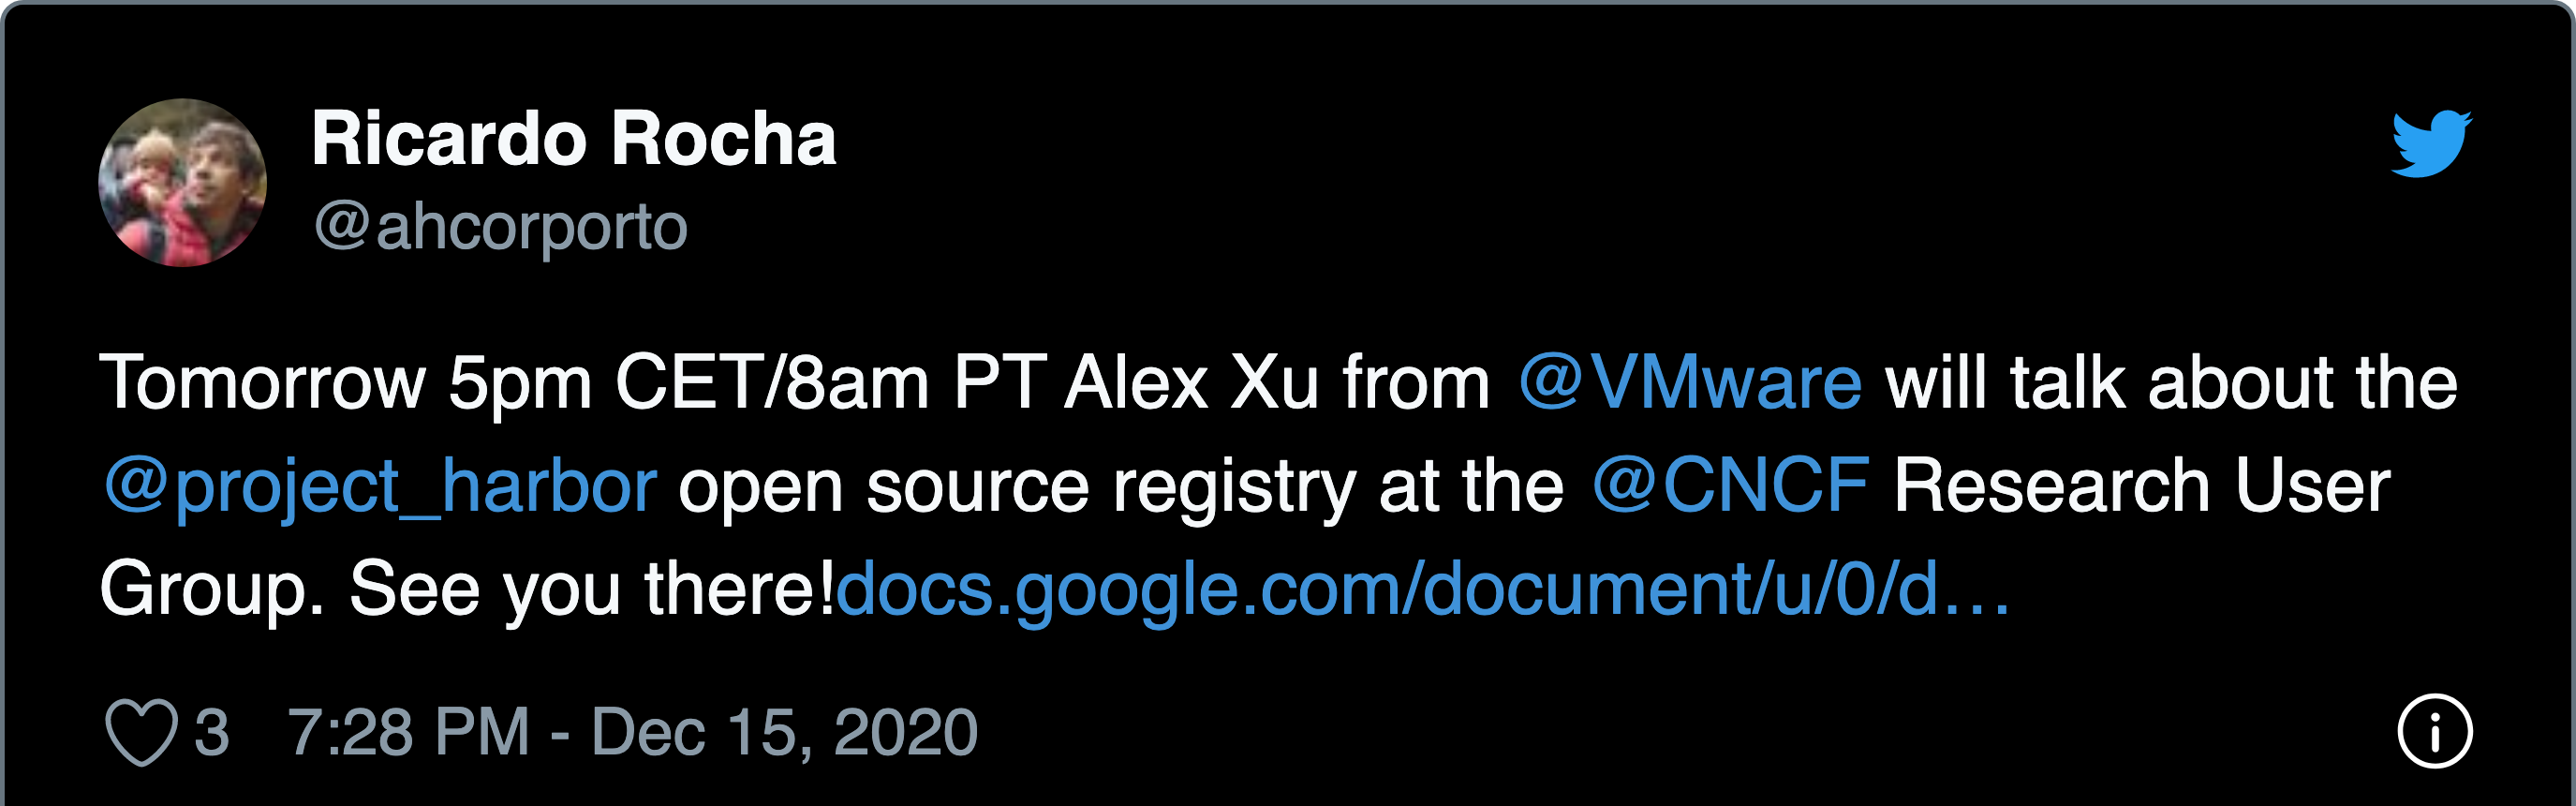 Ricardo Rocha
@ahcorporto
Tomorrow 5pm CET/8am PT Alex Xu from @VMware will talk about the
@project_harbor open source registry at the @CNCF Research User
Group. See you there!docs.google.com/document/u/0/d…
3 7:28 PM - Dec 15, 2020